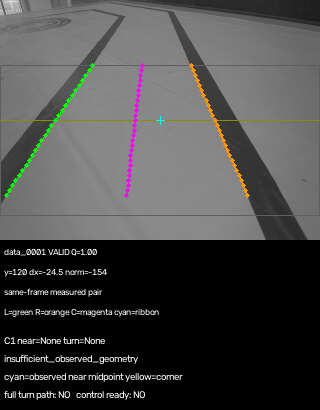 data_0001 VALID Q=1.00
y=120 dx=-24.5 norm=-154
same-frame measured pair
L=green R=orange C=magenta cyan=ribbon
C1 near=None turn=None
insufficient_observed_geometry
cyan=observed near midpoint yellow=corner
full turn path: NO control ready: NO